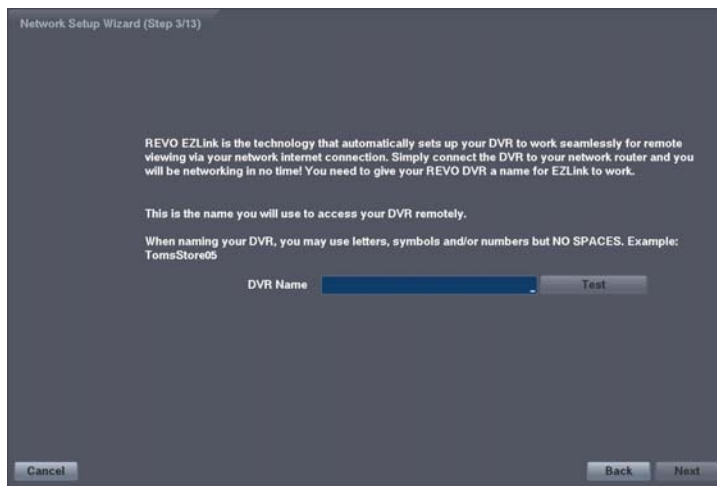 Network Setup Wizard (Step 3/13)
REVO EZLink is the technology that automatically sets up your DVR to work seamlessly for remote
viewing via your network internet connection. Simply connect the DVR to your network router and you
will be networking in no time! You need to give your REVO DVR a name for EZLink to work.
This is the name you will use to access your DVR remotely.
When naming your DVR, you may use letters, symbols and/or numbers but NO SPACES. Example:
TomsStore05
DVR Name _ Test
Cancel Back Next